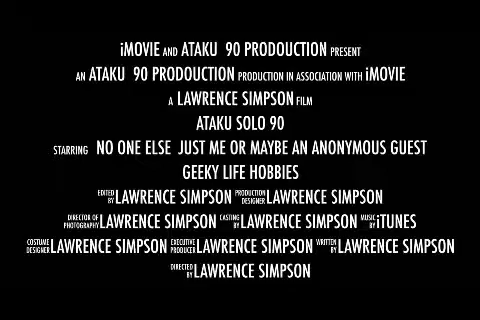 iMOVIE AND ATAKU 90 PRODOUCTION PRESENT
AN ATAKU 90 PRODOUCTION PRODUCTION IN ASSOCIATION WITH iMOVIE
A LAWRENCE SIMPSON FILM
ATAKU SOLO 90
STARRING NO ONE ELSE JUST ME OR MAYBE AN ANONYMOUS GUEST
GEEKY LIFE HOBBIES
EDITED BY LAWRENCE SIMPSON PRODUCTION DESIGNER LAWRENCE SIMPSON
DIRECTOR OF PHOTOGRAPHY LAWRENCE SIMPSON CASTING BY LAWRENCE SIMPSON MUSIC BY iTUNES
COSTUME DESIGNER LAWRENCE SIMPSON EXECUTIVE PRODUCER LAWRENCE SIMPSON WRITTEN BY LAWRENCE SIMPSON
DIRECTED BY LAWRENCE SIMPSON